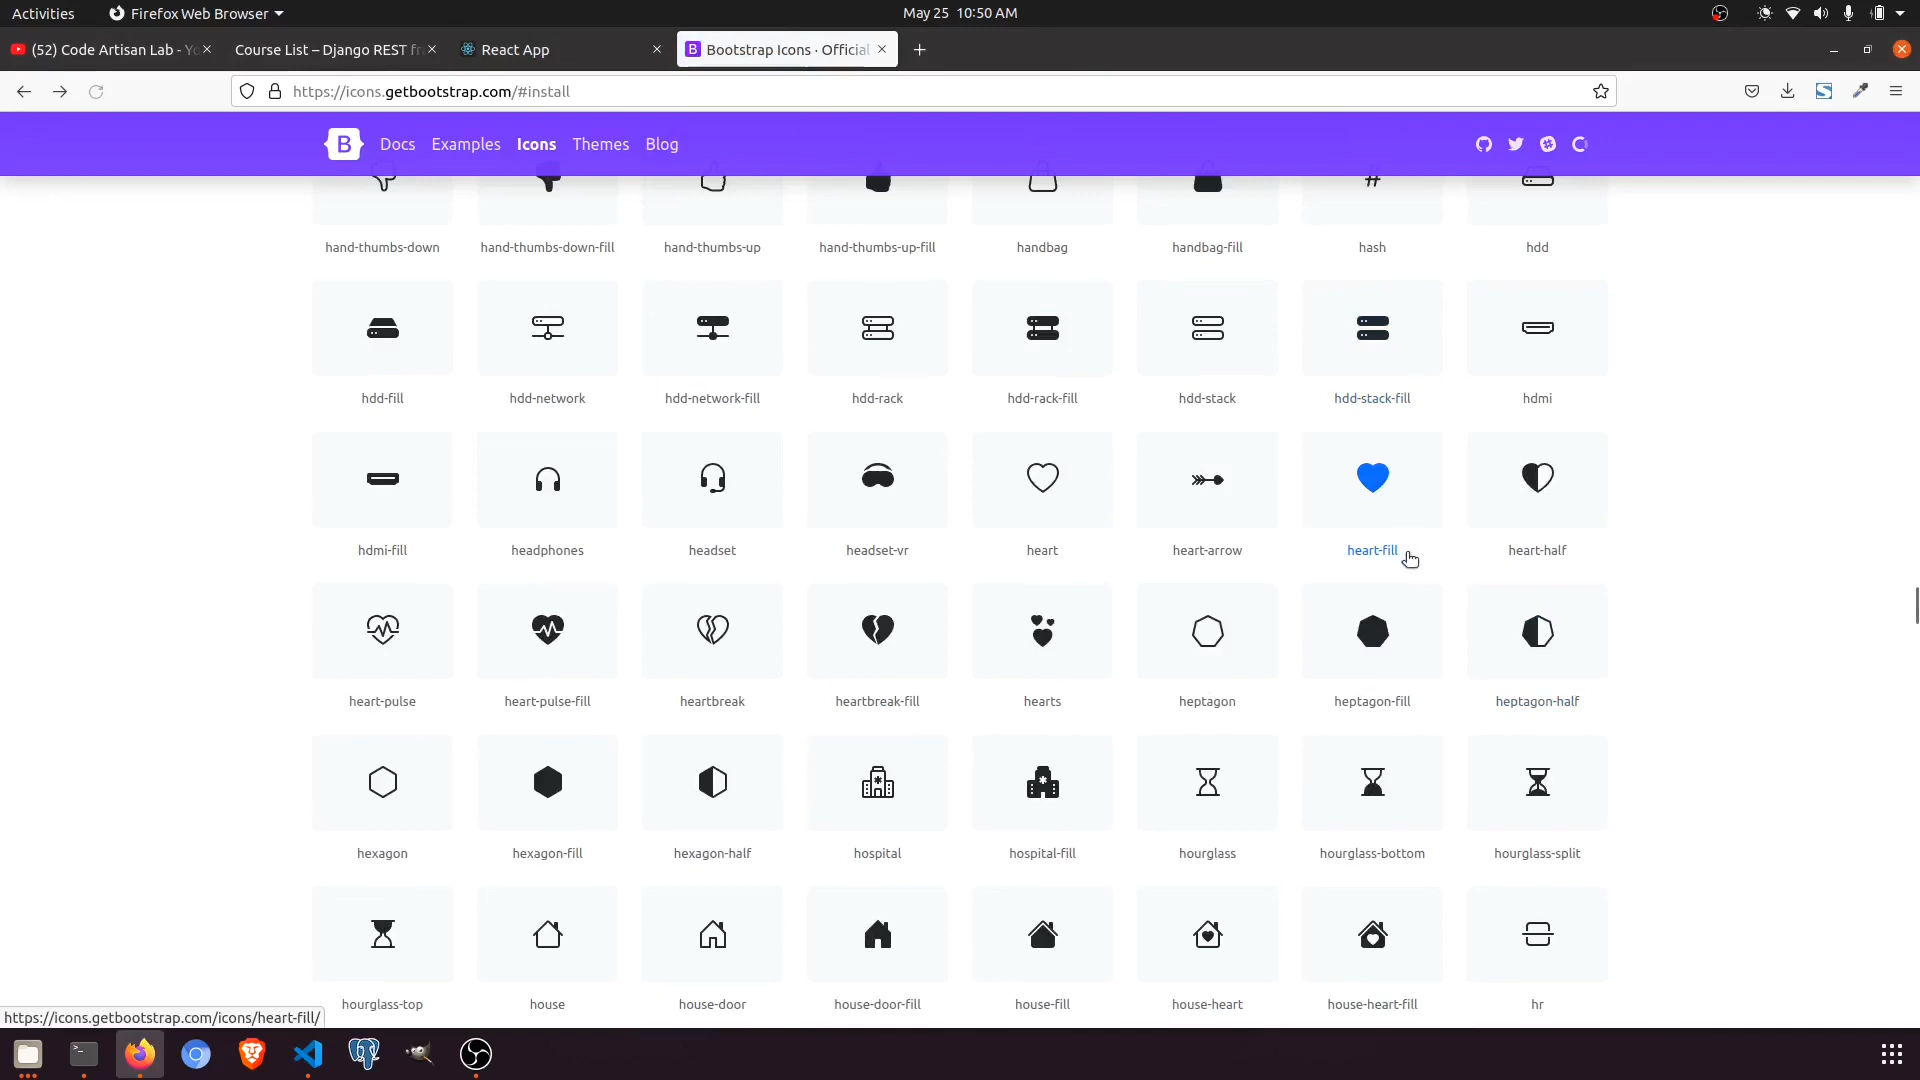 Activities Firefox Web Browser May 25 10:50 AM
(52) Code Artisan Lab - Yo Course List – Django REST fr React App Bootstrap Icons · Official
https://icons.getbootstrap.com/#install
B Docs Examples Icons Themes Blog
hand-thumbs-down hand-thumbs-down-fill hand-thumbs-up hand-thumbs-up-fill handbag handbag-fill hash hdd
hdd-fill hdd-network hdd-network-fill hdd-rack hdd-rack-fill hdd-stack hdd-stack-fill hdmi
hdmi-fill headphones headset headset-vr heart heart-arrow heart-fill heart-half
heart-pulse heart-pulse-fill heartbreak heartbreak-fill hearts heptagon heptagon-fill heptagon-half
hexagon hexagon-fill hexagon-half hospital hospital-fill hourglass hourglass-bottom hourglass-split
hourglass-top house house-door house-door-fill house-fill house-heart house-heart-fill hr
https://icons.getbootstrap.com/icons/heart-fill/